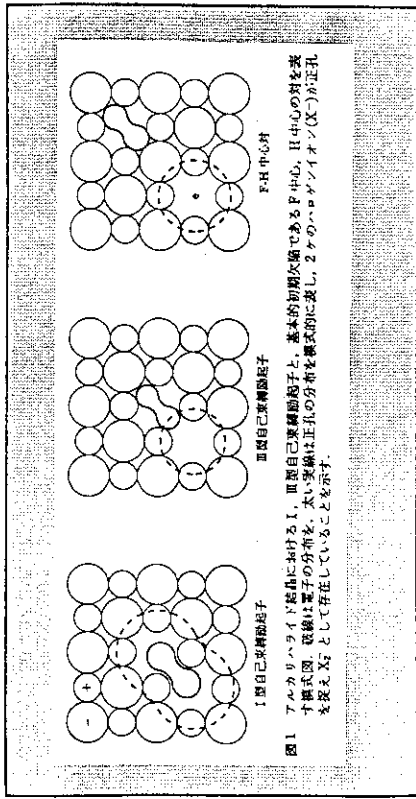 - +
I型自己束縛励起子
III型自己束縛励起子
F-H 中心対
図1 アルカリハライド結晶におけるI, III型自己束縛励起子と, 基本的初期欠陥であるF中心, H中心の対を表
す模式図. 破線は電子の分布を, 太い実線は正孔の分布を模式的に表し, 2ケのハロゲンイオン(X⁻)が正孔
を捉え X₂⁻ として存在していることを示す.